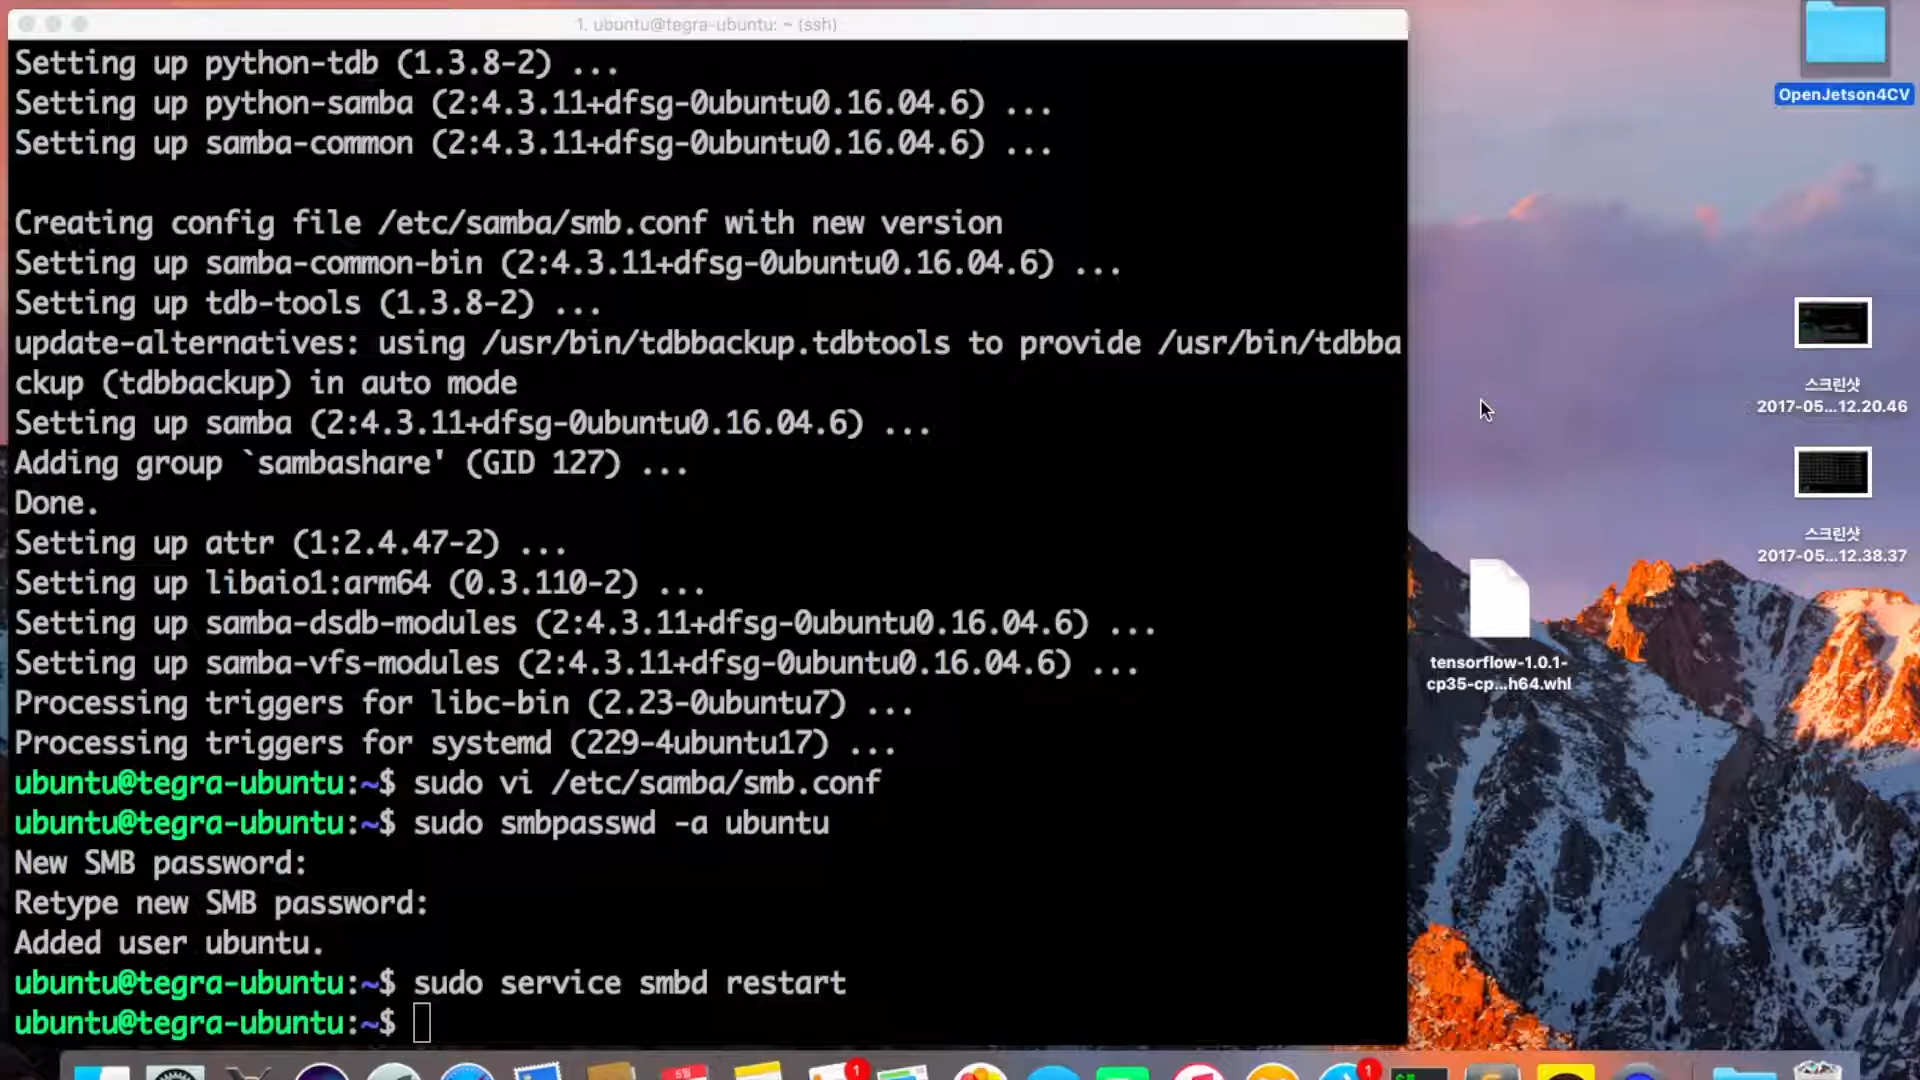 1. ubuntu@tegra-ubuntu: ~ (ssh)
Setting up python-tdb (1.3.8-2) ...
Setting up python-samba (2:4.3.11+dfsg-0ubuntu0.16.04.6) ...
Setting up samba-common (2:4.3.11+dfsg-0ubuntu0.16.04.6) ...
Creating config file /etc/samba/smb.conf with new version
Setting up samba-common-bin (2:4.3.11+dfsg-0ubuntu0.16.04.6) ...
Setting up tdb-tools (1.3.8-2) ...
update-alternatives: using /usr/bin/tdbbackup.tdbtools to provide /usr/bin/tdbba
ckup (tdbbackup) in auto mode
Setting up samba (2:4.3.11+dfsg-0ubuntu0.16.04.6) ...
Adding group `sambashare' (GID 127) ...
Done.
Setting up attr (1:2.4.47-2) ...
Setting up libaio1:arm64 (0.3.110-2) ...
Setting up samba-dsdb-modules (2:4.3.11+dfsg-0ubuntu0.16.04.6) ...
Setting up samba-vfs-modules (2:4.3.11+dfsg-0ubuntu0.16.04.6) ...
Processing triggers for libc-bin (2.23-0ubuntu7) ...
Processing triggers for systemd (229-4ubuntu17) ...
ubuntu@tegra-ubuntu:~$ sudo vi /etc/samba/smb.conf
ubuntu@tegra-ubuntu:~$ sudo smbpasswd -a ubuntu
New SMB password:
Retype new SMB password:
Added user ubuntu.
ubuntu@tegra-ubuntu:~$ sudo service smbd restart
ubuntu@tegra-ubuntu:~$
OpenJetson4CV
스크린샷
2017-05...12.20.46
스크린샷
2017-05...12.38.37
tensorflow-1.0.1-
cp35-cp...h64.whl
5월
1
1